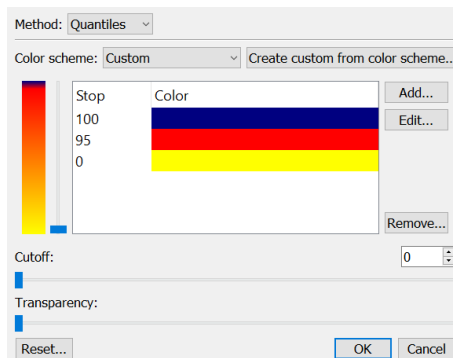 Method: Quantiles
Color scheme: Custom Create custom from color scheme..
Stop Color Add...
100 Edit...
95
0
Remove...
Cutoff: 0
Transparency:
Reset... OK Cancel